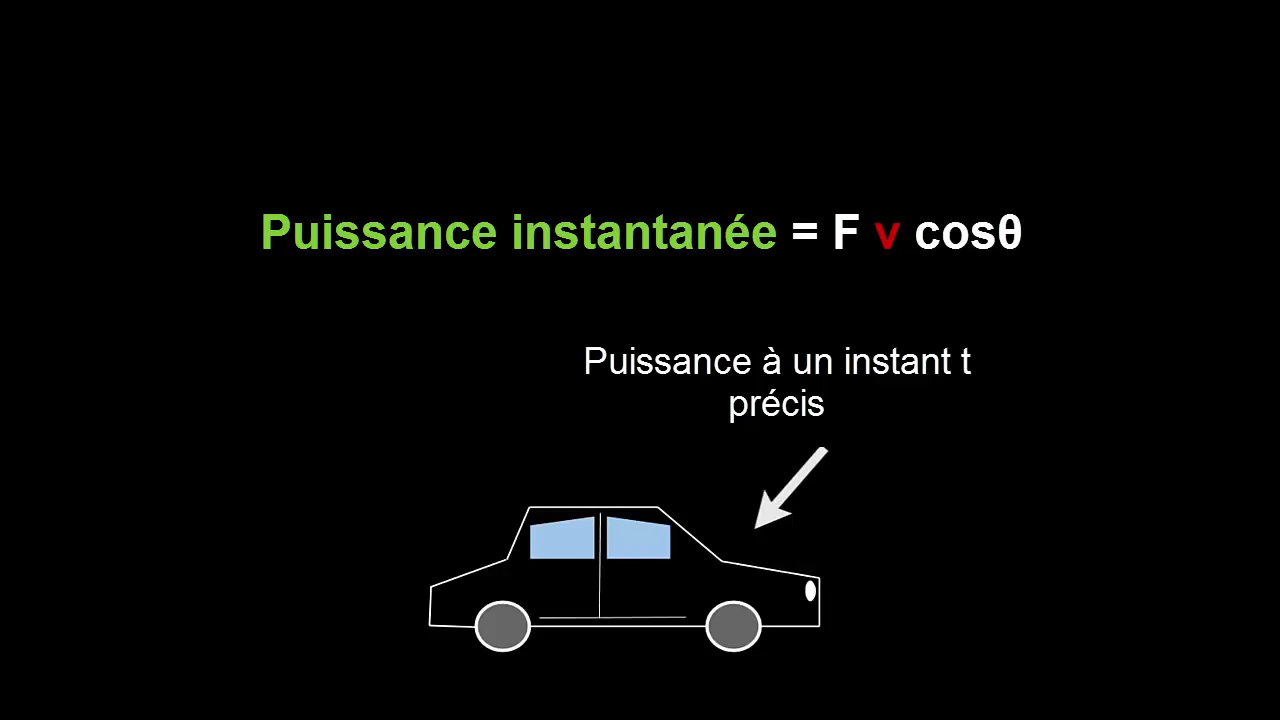 Puissance instantanée = F v cosθ
Puissance à un instant t
précis